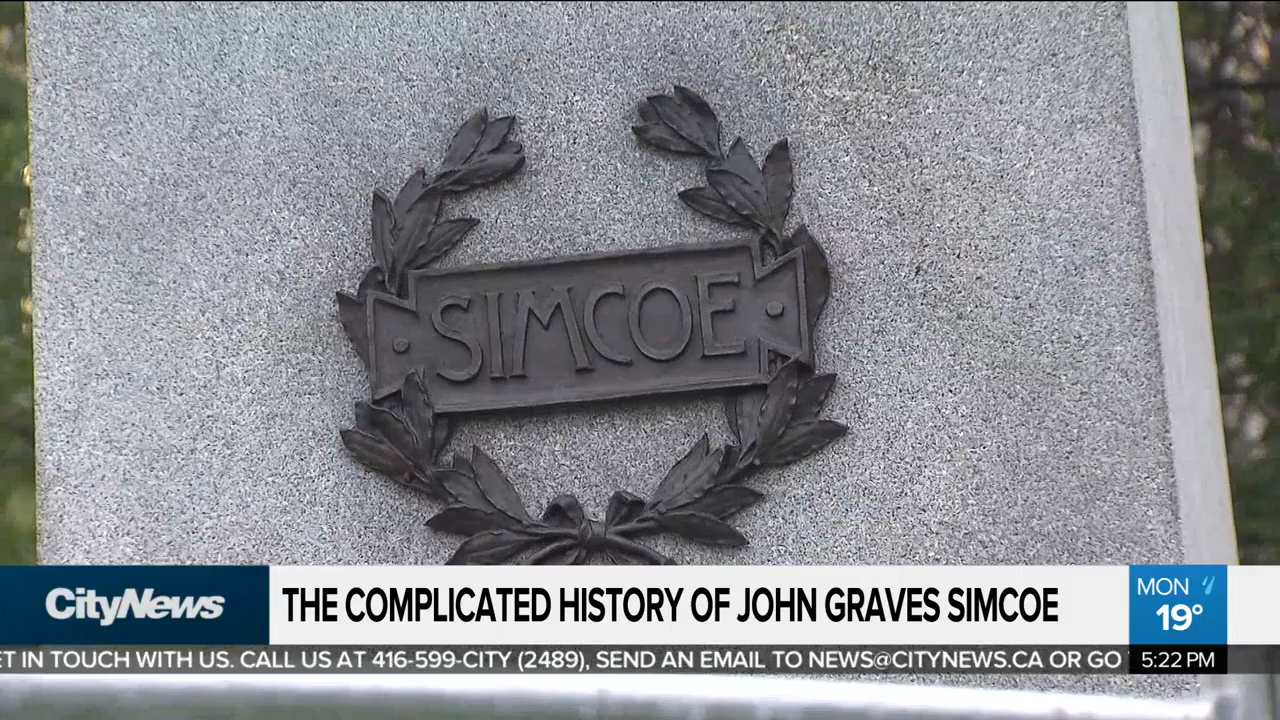 SIMCOE
CityNews
THE COMPLICATED HISTORY OF JOHN GRAVES SIMCOE
MON
19°
ET IN TOUCH WITH US. CALL US AT 416-599-CITY (2489), SEND AN EMAIL TO NEWS@CITYNEWS.CA OR GO
5:22 PM